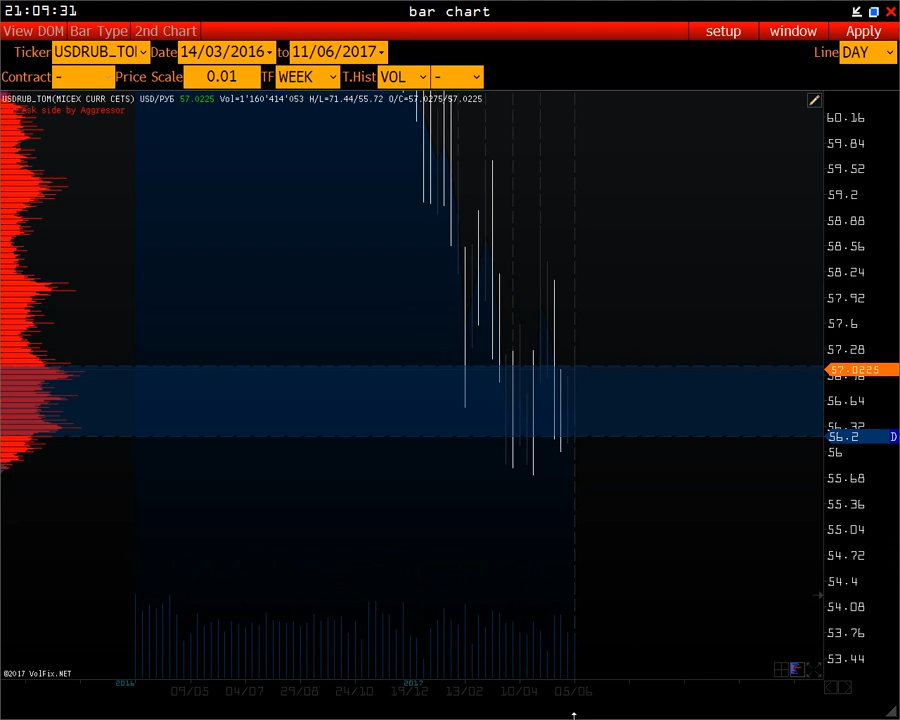 21:09:31 bar chart
View DOM Bar Type 2nd Chart setup window Apply
Ticker USDRUB_TO Date 14/03/2016 to 11/06/2017 Line DAY
Contract - Price Scale 0.01 TF WEEK T.Hist VOL -
USDRUB_TOM(MICEX CURR CETS) USD/РУБ 57.0225 Vol=1'160'414'053 H/L=71.44/55.72 O/C=57.0275/57.0225
Ask side by Aggressor
60.16
59.84
59.52
59.2
58.88
58.56
58.24
57.92
57.6
57.28
57.0225
56.64
56.32
56.2 D
56
55.68
55.36
55.04
54.72
54.4
54.08
53.76
53.44
©2017 VolFix.NET
2016 2017
09/05 04/07 29/08 24/10 19/12 13/02 10/04 05/06